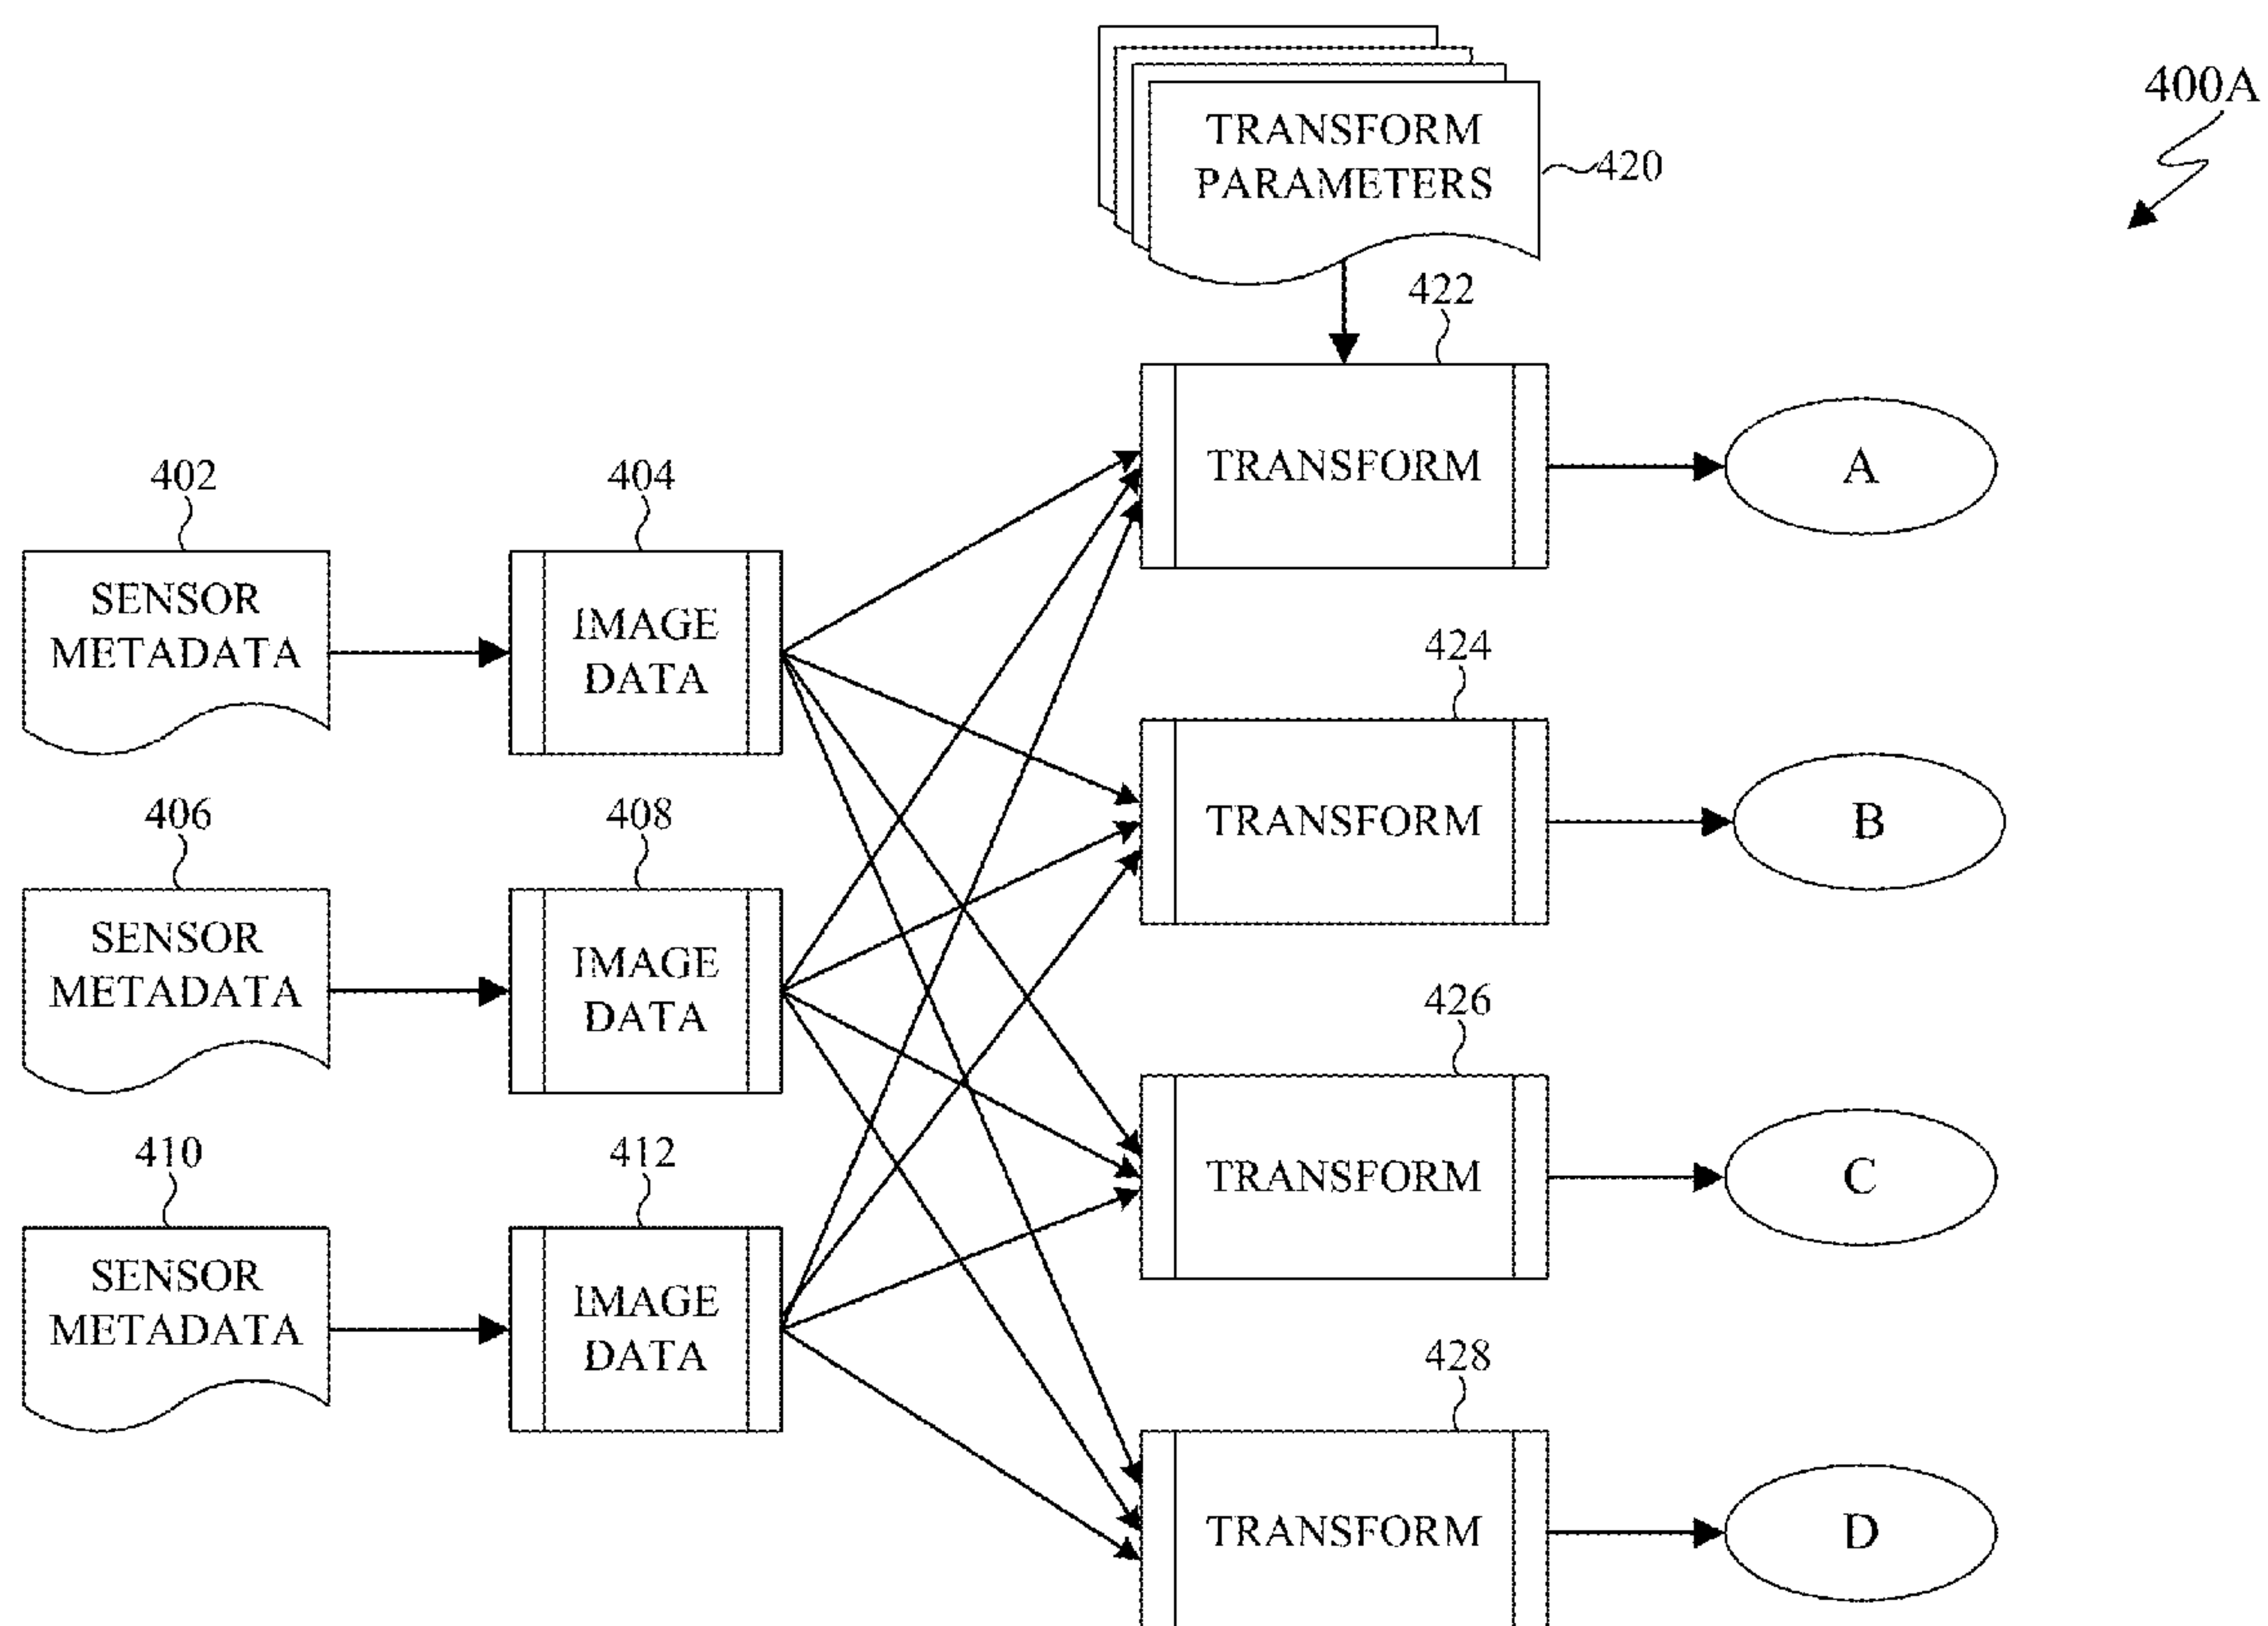 400A
TRANSFORM
PARAMETERS
420
422
TRANSFORM
A
402
404
SENSOR
METADATA
IMAGE
DATA
424
TRANSFORM
B
406
408
SENSOR
METADATA
IMAGE
DATA
426
TRANSFORM
C
410
412
SENSOR
METADATA
IMAGE
DATA
428
TRANSFORM
D